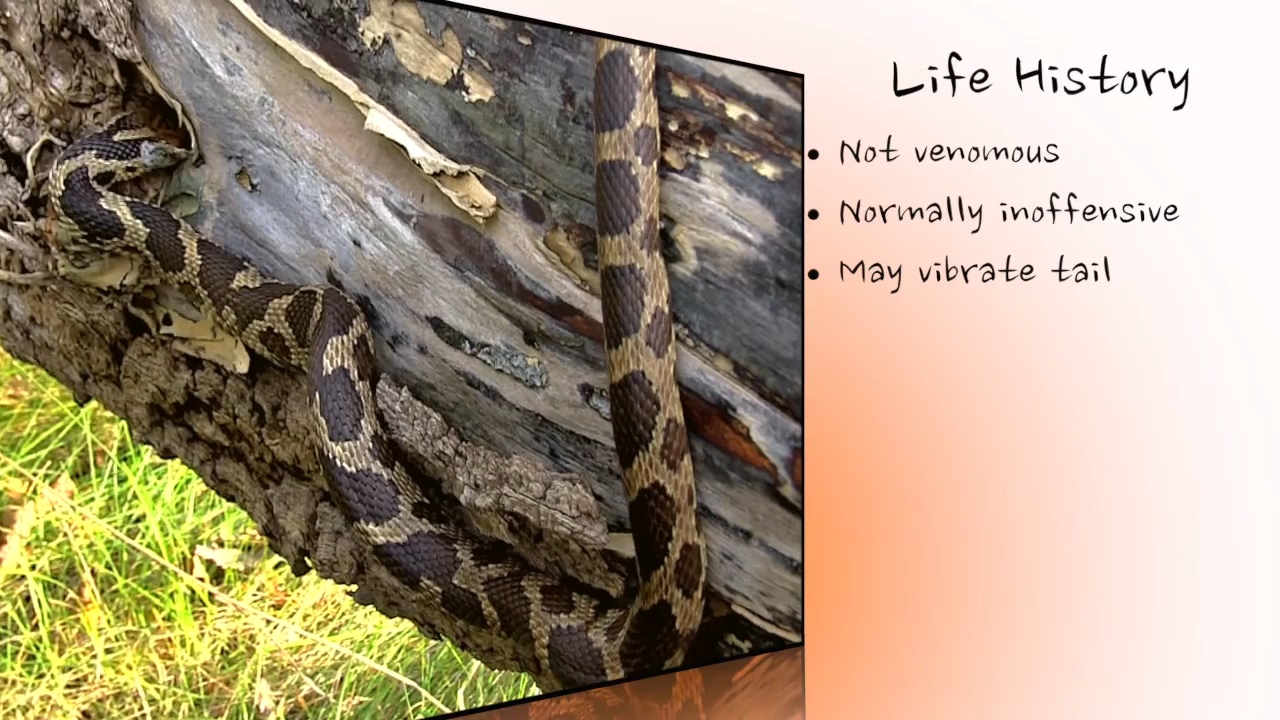 Life History
• Not venomous
• Normally inoffensive
• May vibrate tail